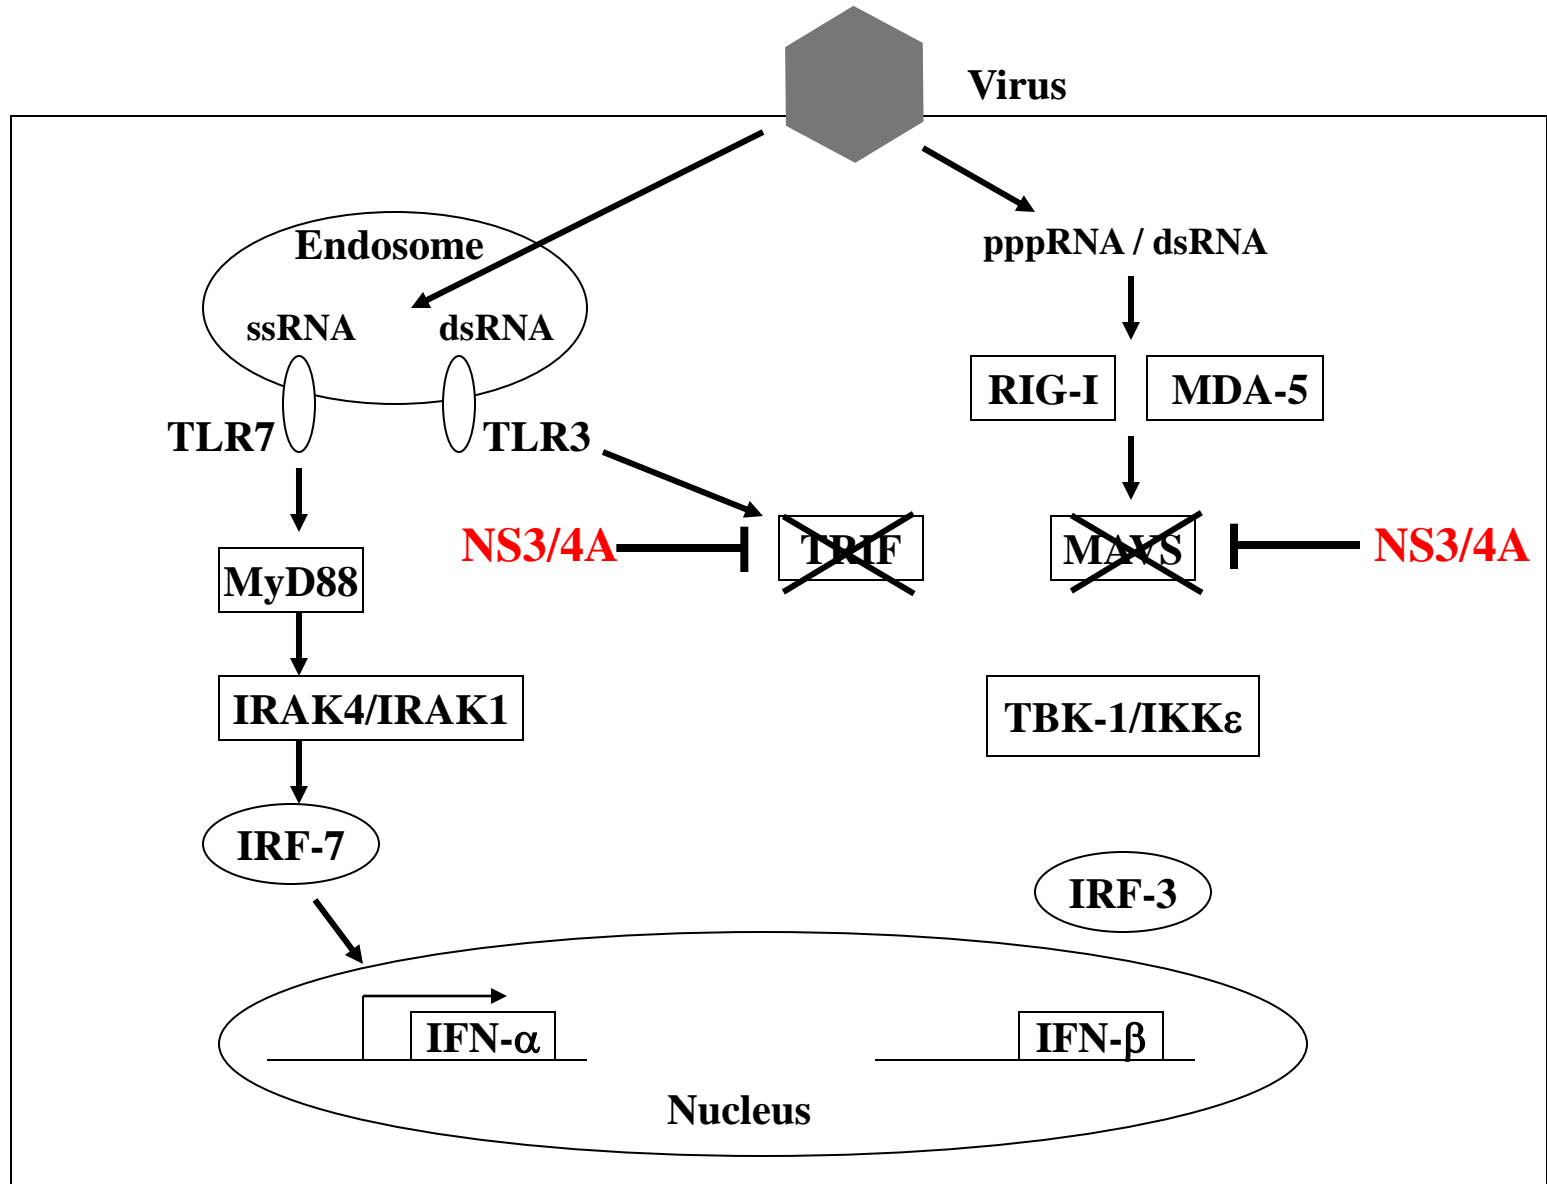 Virus
Endosome
pppRNA / dsRNA
ssRNA
dsRNA
RIG-I
MDA-5
TLR7
TLR3
NS3/4A
TRIF
MAVS
NS3/4A
MyD88
IRAK4/IRAK1
TBK-1/IKKε
IRF-7
IRF-3
IFN-α
IFN-β
Nucleus